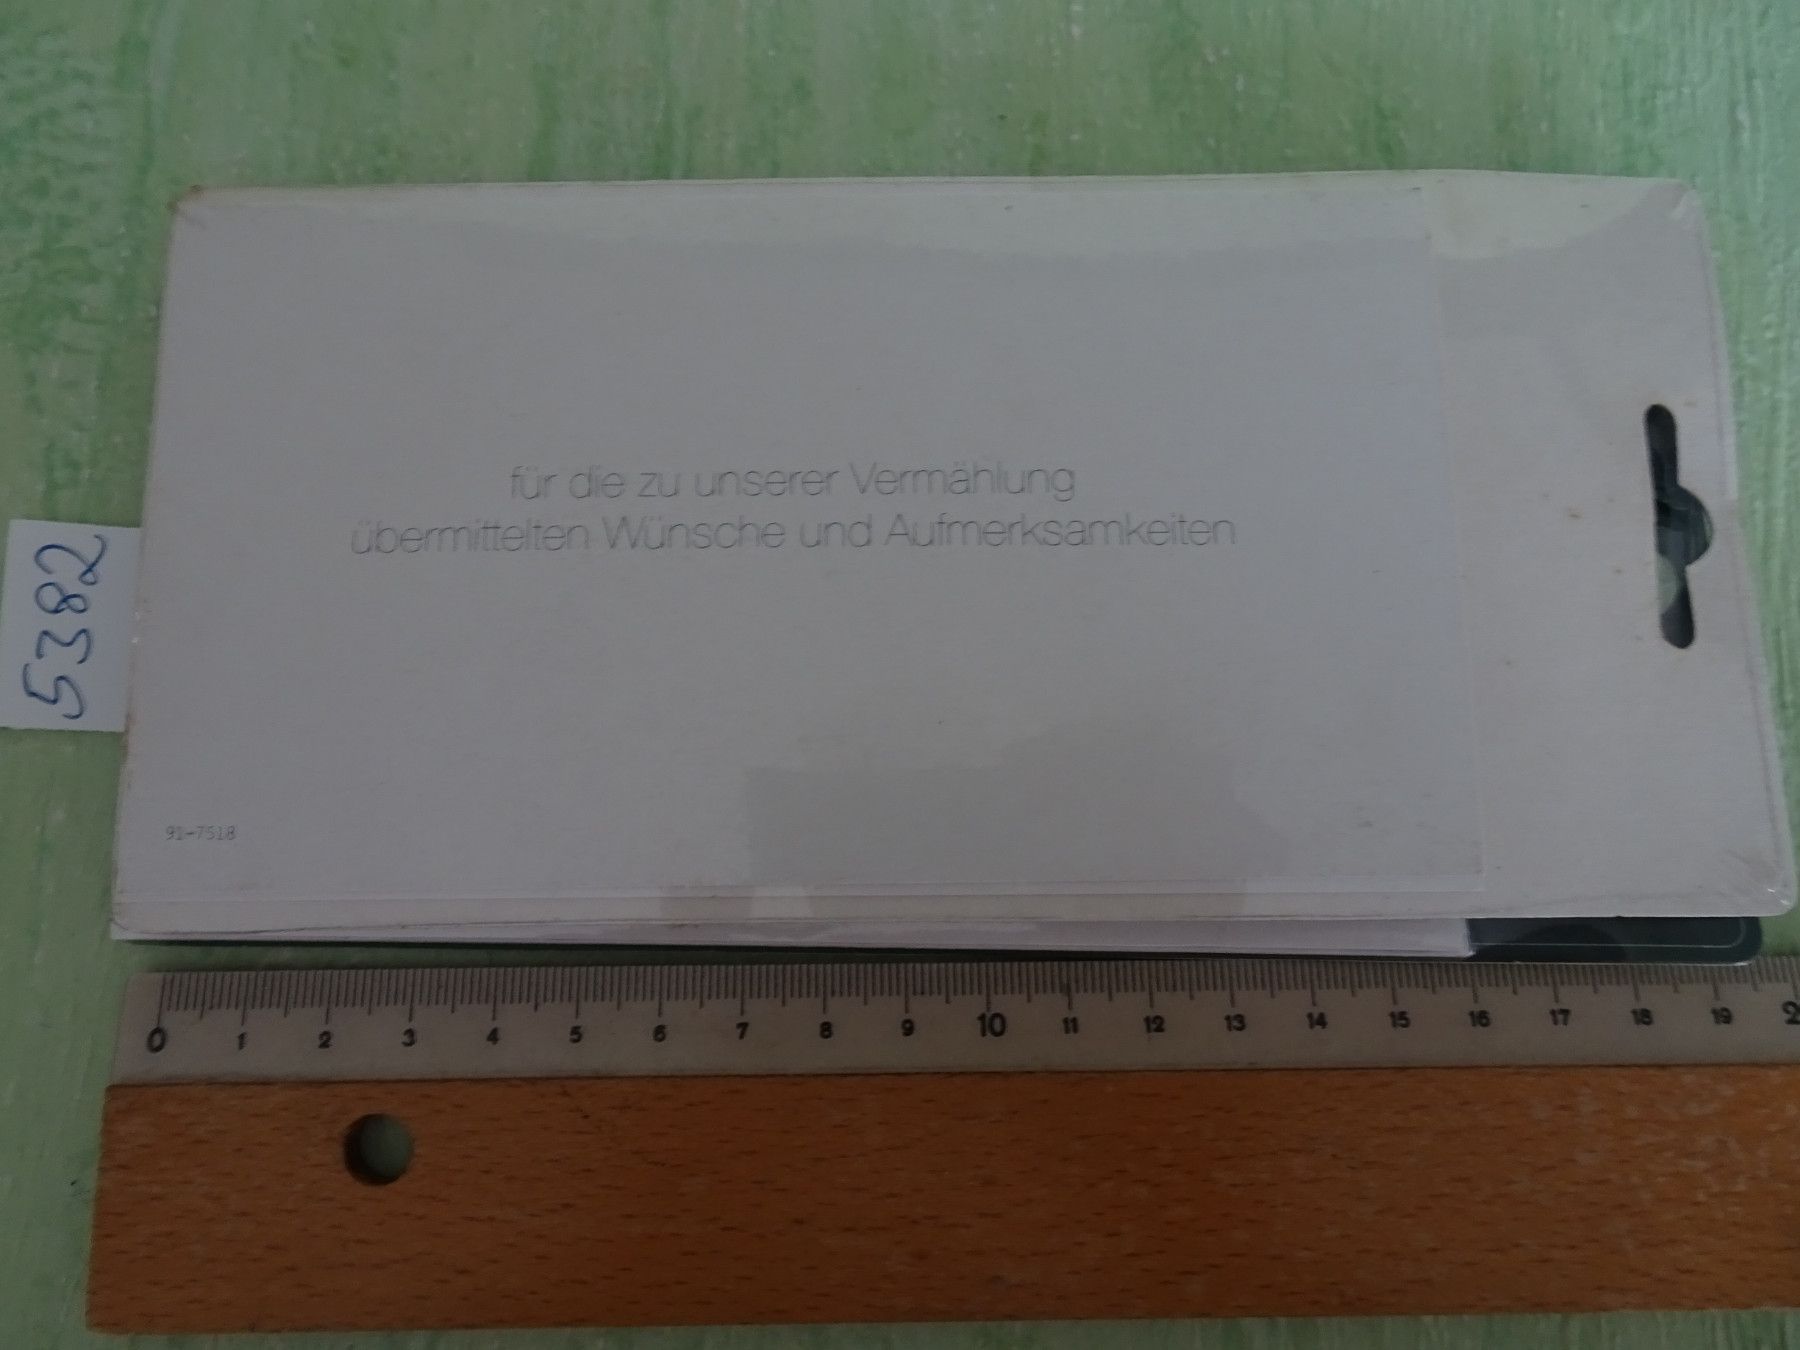 für die zu unserer Vermählung
übermittelten Wünsche und Aufmerksamkeiten
5382
91-7518
0 1 2 3 4 5 6 7 8 9 10 11 12 13 14 15 16 17 18 19